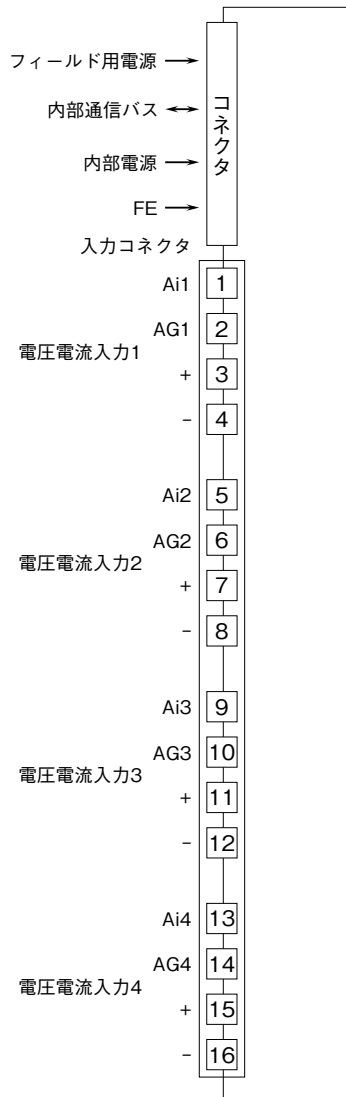 フィールド用電源
内部通信バス
内部電源
FE
コネクタ
入力コネクタ
電圧電流入力1
Ai1 1
AG1 2
+ 3
- 4
電圧電流入力2
Ai2 5
AG2 6
+ 7
- 8
電圧電流入力3
Ai3 9
AG3 10
+ 11
- 12
電圧電流入力4
Ai4 13
AG4 14
+ 15
- 16